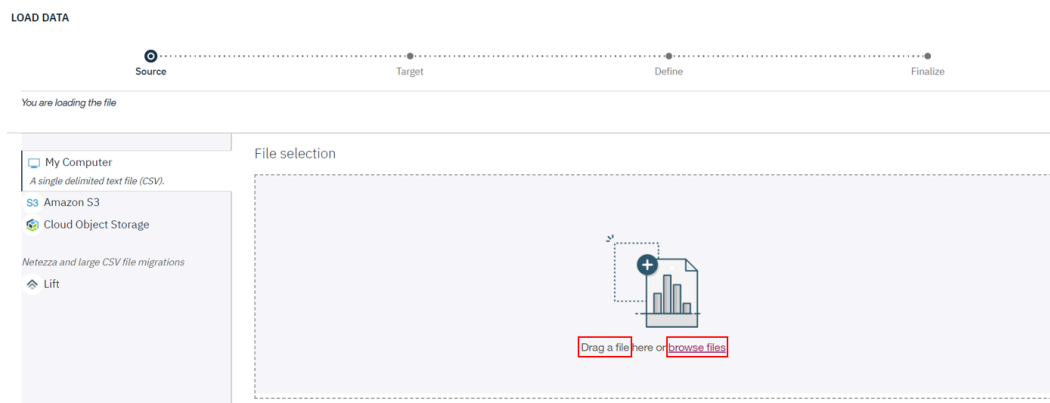 LOAD DATA
Source
Target
Define
Finalize
You are loading the file
My Computer
A single delimited text file (CSV).
S3 Amazon S3
Cloud Object Storage
Netezza and large CSV file migrations
Lift
File selection
Drag a file here or browse files